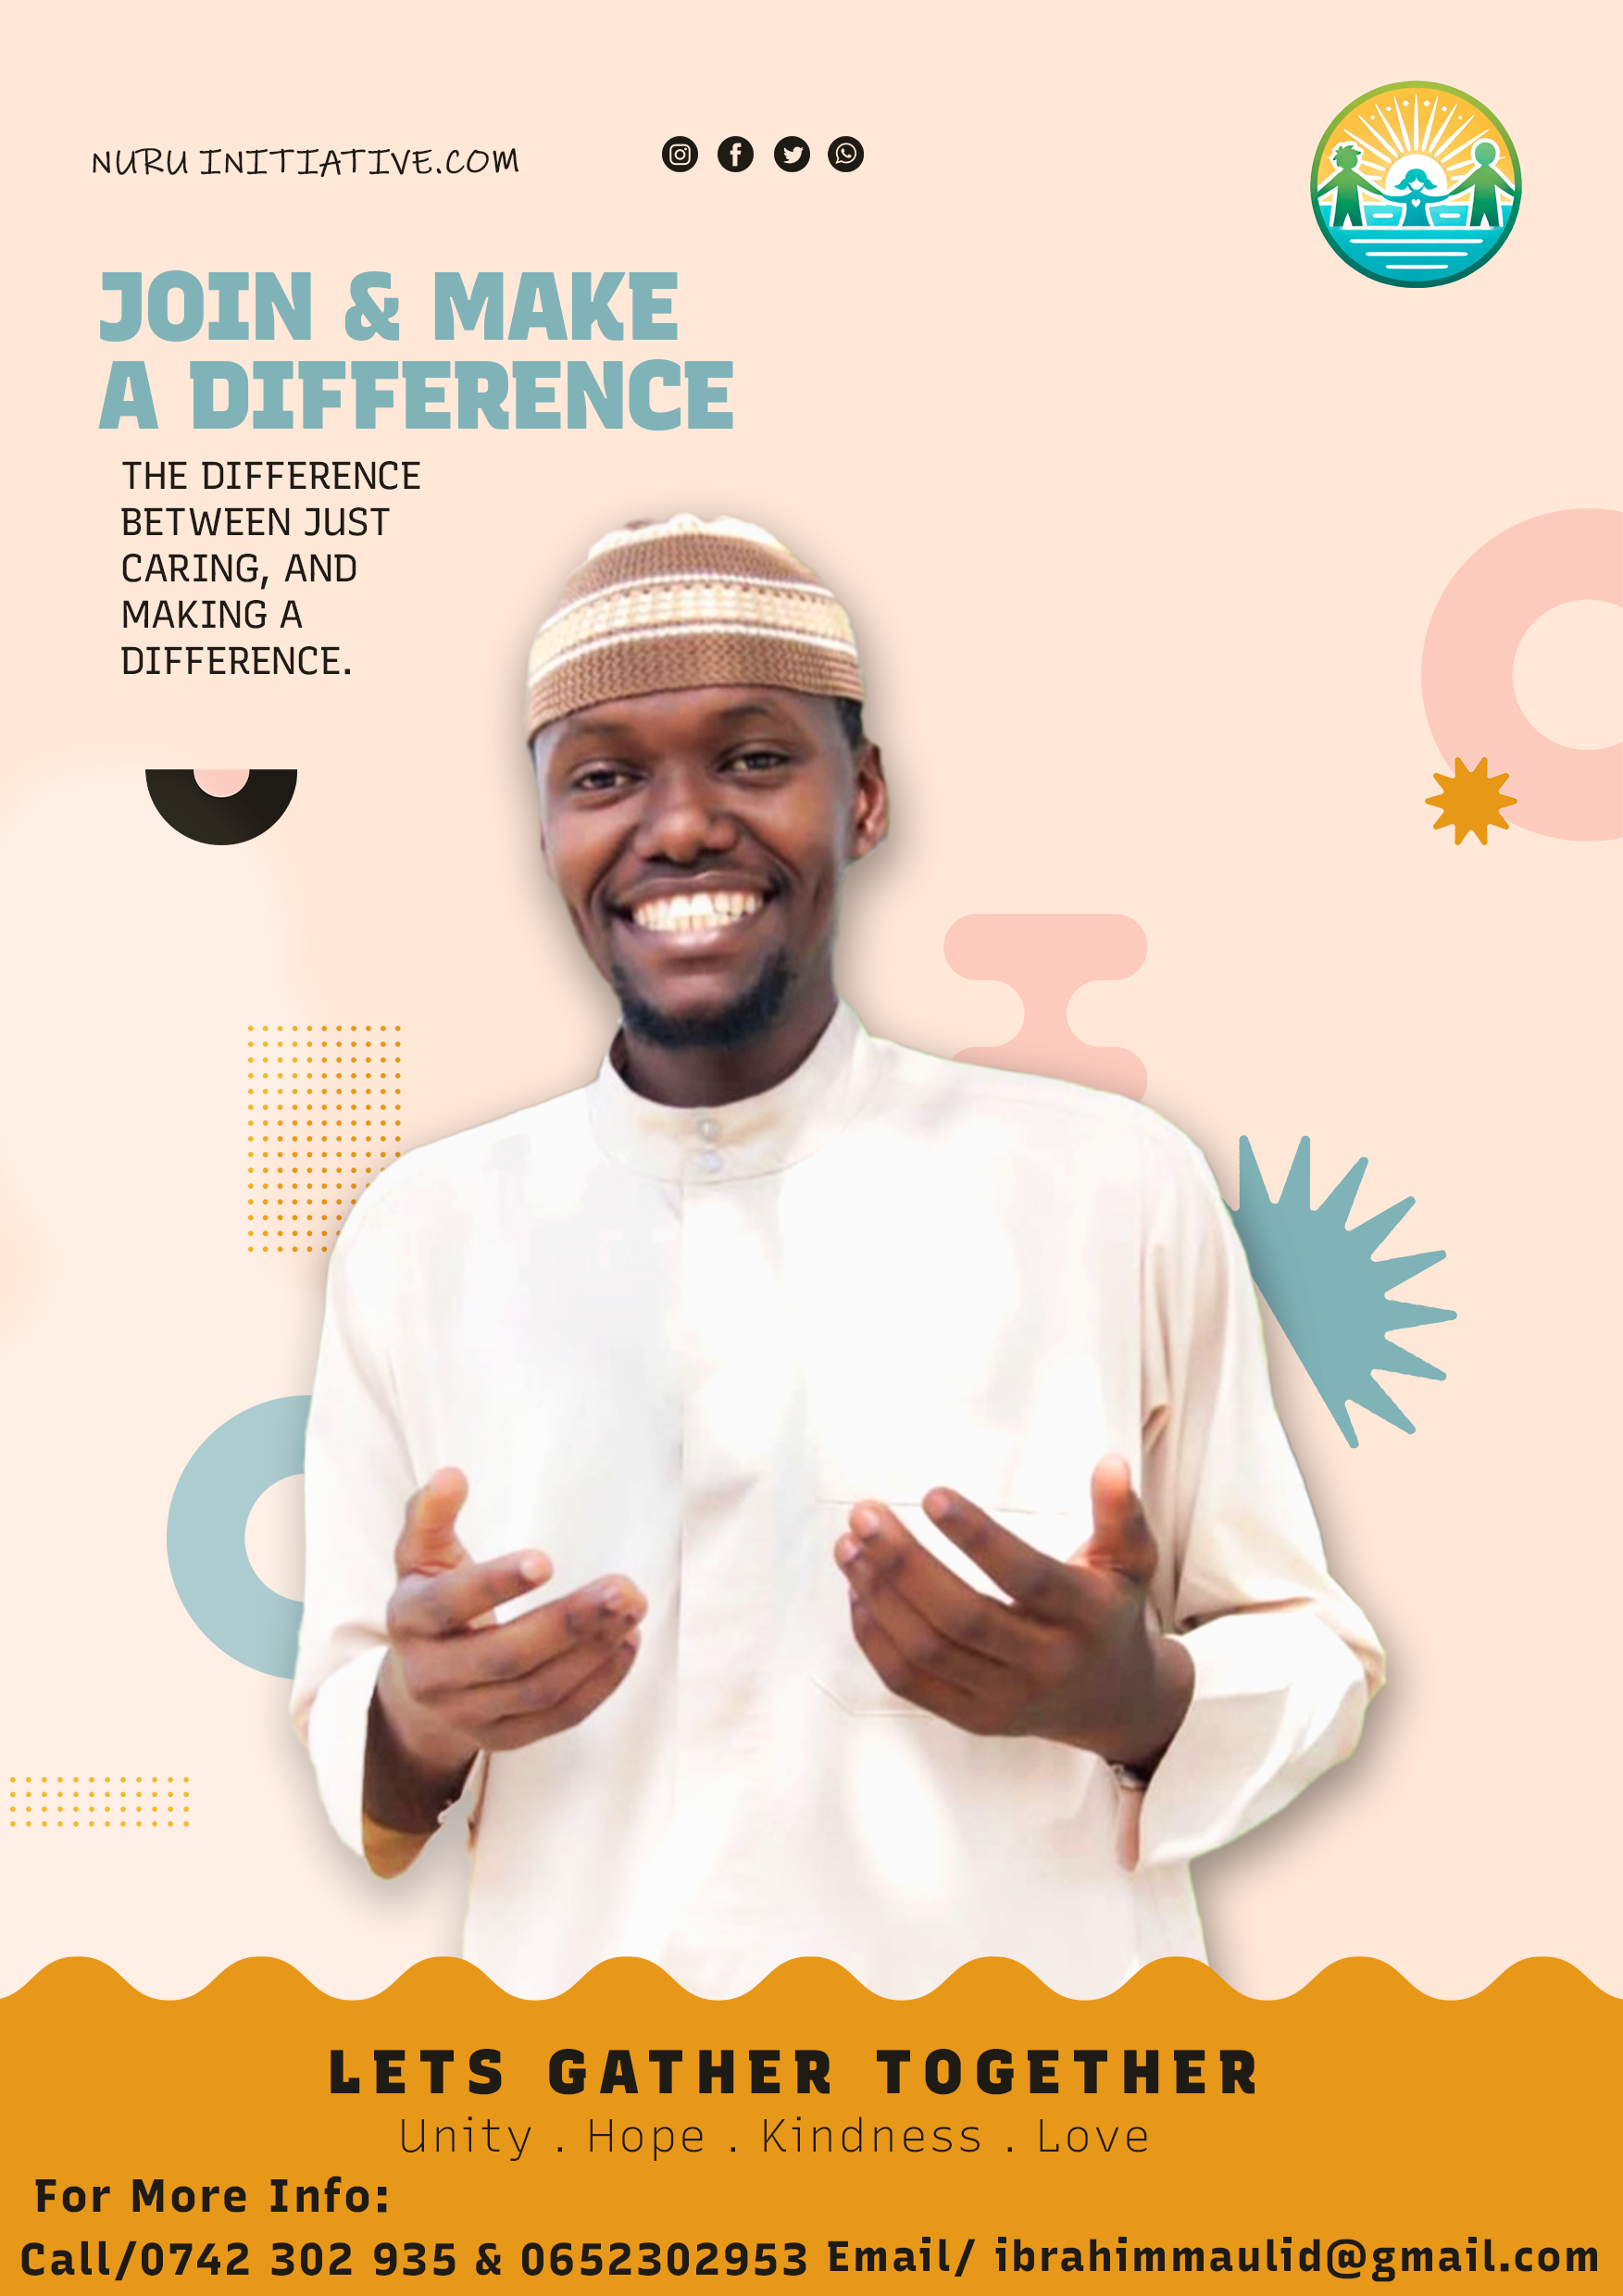 NURU INITIATIVE.COM
JOIN & MAKE
A DIFFERENCE
THE DIFFERENCE
BETWEEN JUST
CARING, AND
MAKING A
DIFFERENCE.
LETS GATHER TOGETHER
Unity . Hope . Kindness . Love
For More Info:
Call/0742 302 935 & 0652302953 Email/ ibrahimmaulid@gmail.com